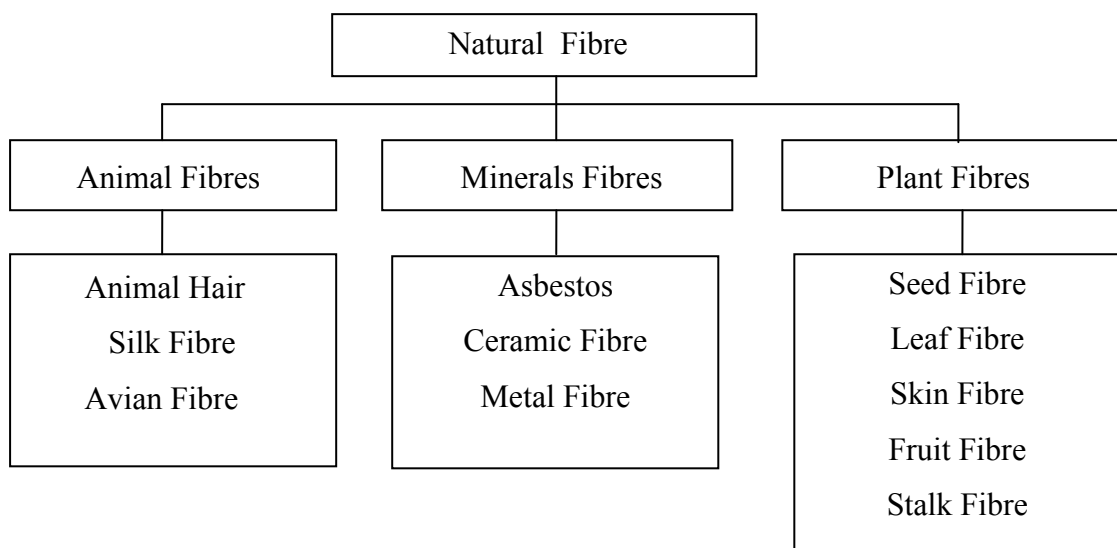 Natural Fibre
Animal Fibres
Minerals Fibres
Plant Fibres
Animal Hair
Silk Fibre
Avian Fibre
Asbestos
Ceramic Fibre
Metal Fibre
Seed Fibre
Leaf Fibre
Skin Fibre
Fruit Fibre
Stalk Fibre